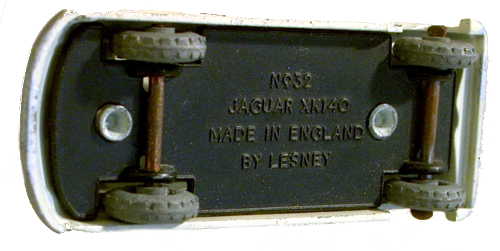 No32
JAGUAR XK140
MADE IN ENGLAND
BY LESNEY